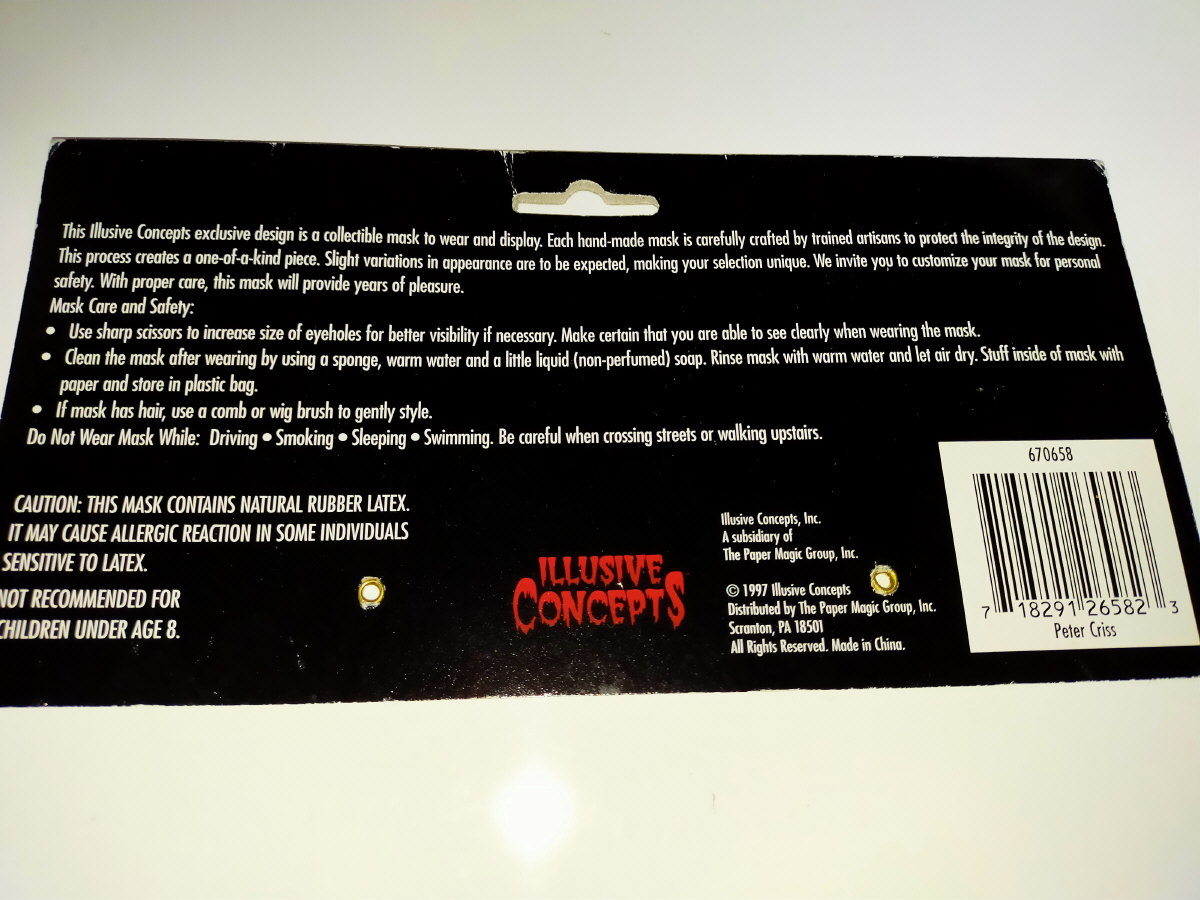 This Illusive Concepts exclusive design is a collectible mask to wear and display. Each hand-made mask is carefully crafted by trained artisans to protect the integrity of the design.
This process creates a one-of-a-kind piece. Slight variations in appearance are to be expected, making your selection unique. We invite you to customize your mask for personal
safety. With proper care, this mask will provide years of pleasure.
Mask Care and Safety:
• Use sharp scissors to increase size of eyeholes for better visibility if necessary. Make certain that you are able to see clearly when wearing the mask.
• Clean the mask after wearing by using a sponge, warm water and a little liquid (non-perfumed) soap. Rinse mask with warm water and let air dry. Stuff inside of mask with
paper and store in plastic bag.
• If mask has hair, use a comb or wig brush to gently style.
Do Not Wear Mask While: Driving • Smoking • Sleeping • Swimming. Be careful when crossing streets or walking upstairs.
CAUTION: THIS MASK CONTAINS NATURAL RUBBER LATEX.
IT MAY CAUSE ALLERGIC REACTION IN SOME INDIVIDUALS
SENSITIVE TO LATEX.
NOT RECOMMENDED FOR
CHILDREN UNDER AGE 8.
ILLUSIVE
CONCEPTS
Illusive Concepts, Inc.
A subsidiary of
The Paper Magic Group, Inc.
© 1997 Illusive Concepts
Distributed by The Paper Magic Group, Inc.
Scranton, PA 18501
All Rights Reserved. Made in China.
670658
7 18291 26582 3
Peter Criss